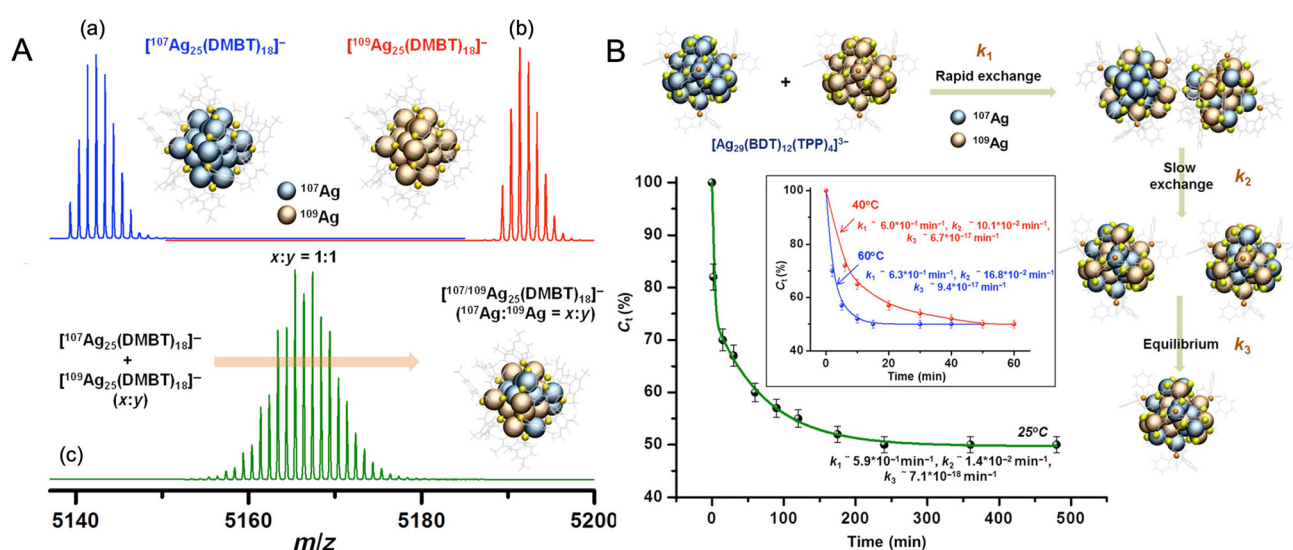 A
(a)
[¹⁰⁷Ag₂₅(DMBT)₁₈]⁻
[¹⁰⁹Ag₂₅(DMBT)₁₈]⁻
(b)
¹⁰⁷Ag
¹⁰⁹Ag
x:y = 1:1
[¹⁰⁷Ag₂₅(DMBT)₁₈]⁻
+
[¹⁰⁹Ag₂₅(DMBT)₁₈]⁻
(x:y)
[¹⁰⁷/¹⁰⁹Ag₂₅(DMBT)₁₈]⁻
(¹⁰⁷Ag:¹⁰⁹Ag = x:y)
(c)
5140
5160
5180
5200
m/z
B
+
k₁
Rapid exchange
¹⁰⁷Ag
¹⁰⁹Ag
[Ag₂₉(BDT)₁₂(TPP)₄]³⁻
Slow
exchange
k₂
Equilibrium
k₃
100
90
80
70
60
50
40
Cₜ (%)
100
80
60
40
Cₜ (%)
40°C
k₁ ~ 6.0*10⁻¹ min⁻¹, k₂ ~ 10.1*10⁻² min⁻¹,
k₃ ~ 6.7*10⁻¹⁷ min⁻¹
60°C
k₁ ~ 6.3*10⁻¹ min⁻¹, k₂ ~ 16.8*10⁻² min⁻¹
k₃ ~ 9.4*10⁻¹⁷ min⁻¹
0 10 20 30 40 50 60
Time (min)
25°C
k₁ ~ 5.9*10⁻¹min⁻¹, k₂ ~ 1.4*10⁻² min⁻¹,
k₃ ~ 7.1*10⁻¹⁸ min⁻¹
0 100 200 300 400 500
Time (min)